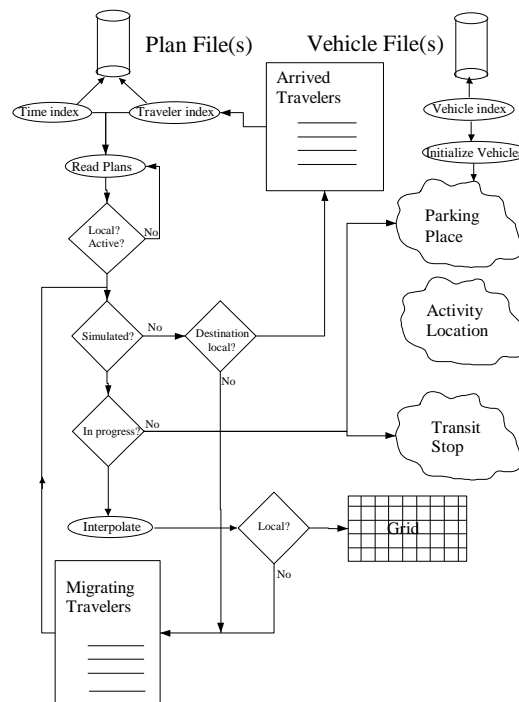 Plan File(s)
Vehicle File(s)
Time index
Traveler index
Arrived
Travelers
Vehicle index
Initialize Vehicles
Read Plans
Local?
Active?
No
Parking
Place
Simulated?
No
Destination
local?
No
Activity
Location
In progress?
No
Transit
Stop
Interpolate
Local?
No
Grid
Migrating
Travelers